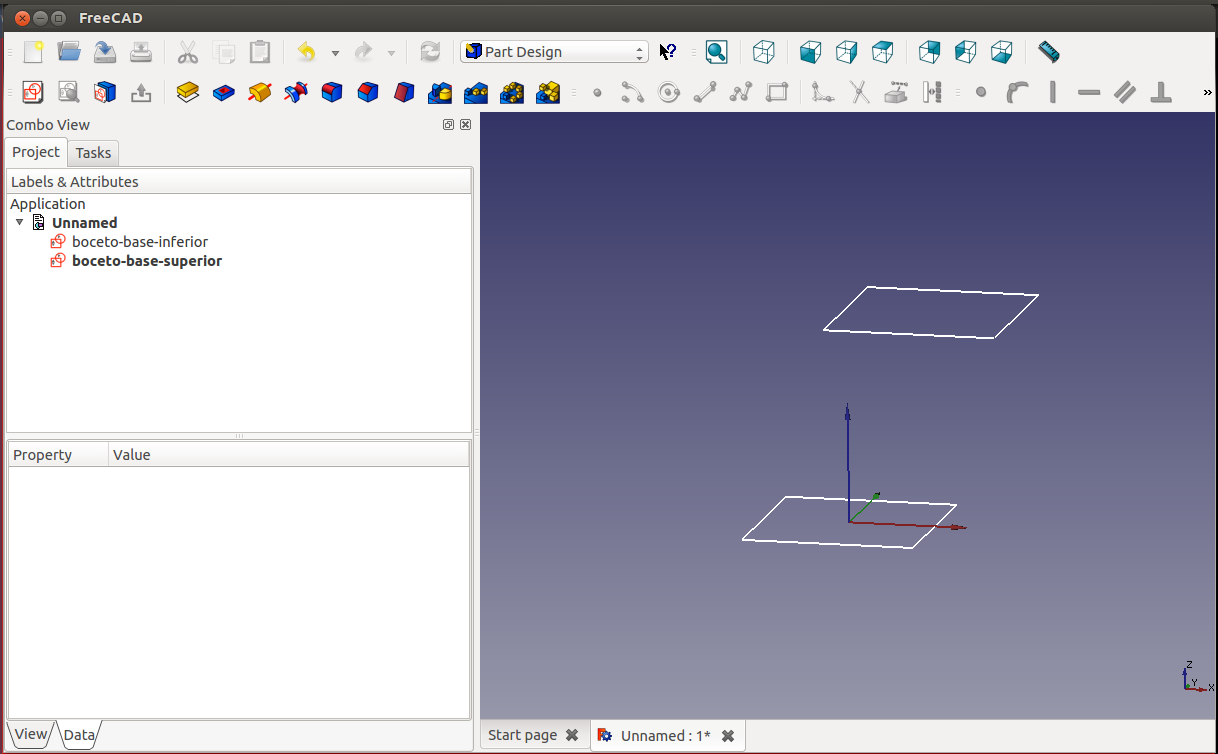 FreeCAD
Part Design
Combo View
Project Tasks
Labels & Attributes
Application
Unnamed
boceto-base-inferior
boceto-base-superior
Property Value
View Data
Z
Y
X
Start page Unnamed : 1*